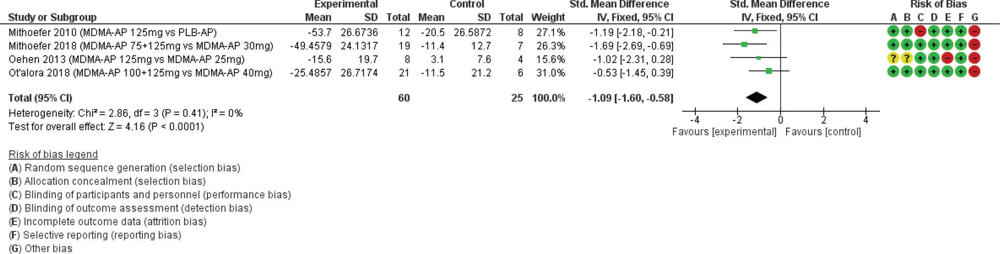 Experimental Control Std. Mean Difference Std. Mean Difference Risk of Bias
Study or Subgroup Mean SD Total Mean SD Total Weight IV, Fixed, 95% CI IV, Fixed, 95% CI A B C D E F G
Mithoefer 2010 (MDMA-AP 125mg vs PLB-AP) -53.7 26.6736 12 -20.5 26.5872 8 27.1% -1.19 [-2.18, -0.21] + + - + + + -
Mithoefer 2018 (MDMA-AP 75+125mg vs MDMA-AP 30mg) -49.4579 24.1317 19 -11.4 12.7 7 26.3% -1.69 [-2.69, -0.69] + + + + + + -
Oehen 2013 (MDMA-AP 125mg vs MDMA-AP 25mg) -15.6 19.7 8 3.1 7.6 4 15.6% -1.02 [-2.31, 0.28] ? ? + + - + -
Ot'alora 2018 (MDMA-AP 100+125mg vs MDMA-AP 40mg) -25.4857 26.7174 21 -11.5 21.2 6 31.0% -0.53 [-1.45, 0.39] + + + + + + -
Total (95% CI) 60 25 100.0% -1.09 [-1.60, -0.58]
Heterogeneity: Chi² = 2.86, df = 3 (P = 0.41); I² = 0%
Test for overall effect: Z = 4.16 (P < 0.0001)
-4 -2 0 2 4
Favours [experimental] Favours [control]
Risk of bias legend
(A) Random sequence generation (selection bias)
(B) Allocation concealment (selection bias)
(C) Blinding of participants and personnel (performance bias)
(D) Blinding of outcome assessment (detection bias)
(E) Incomplete outcome data (attrition bias)
(F) Selective reporting (reporting bias)
(G) Other bias